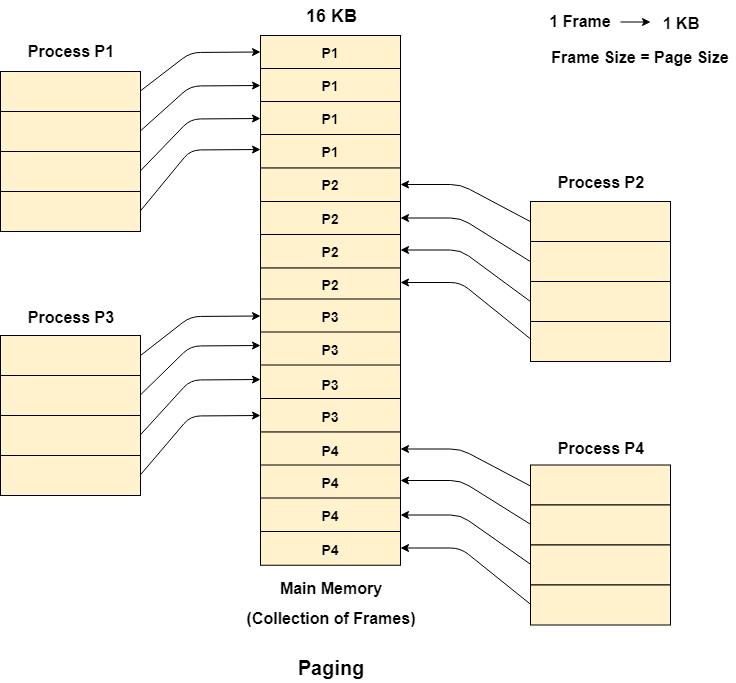 16 KB
1 Frame 1 KB
Frame Size = Page Size
Process P1
P1
P1
P1
P1
Process P2
P2
P2
P2
P2
Process P3
P3
P3
P3
P3
Process P4
P4
P4
P4
P4
Main Memory
(Collection of Frames)
Paging